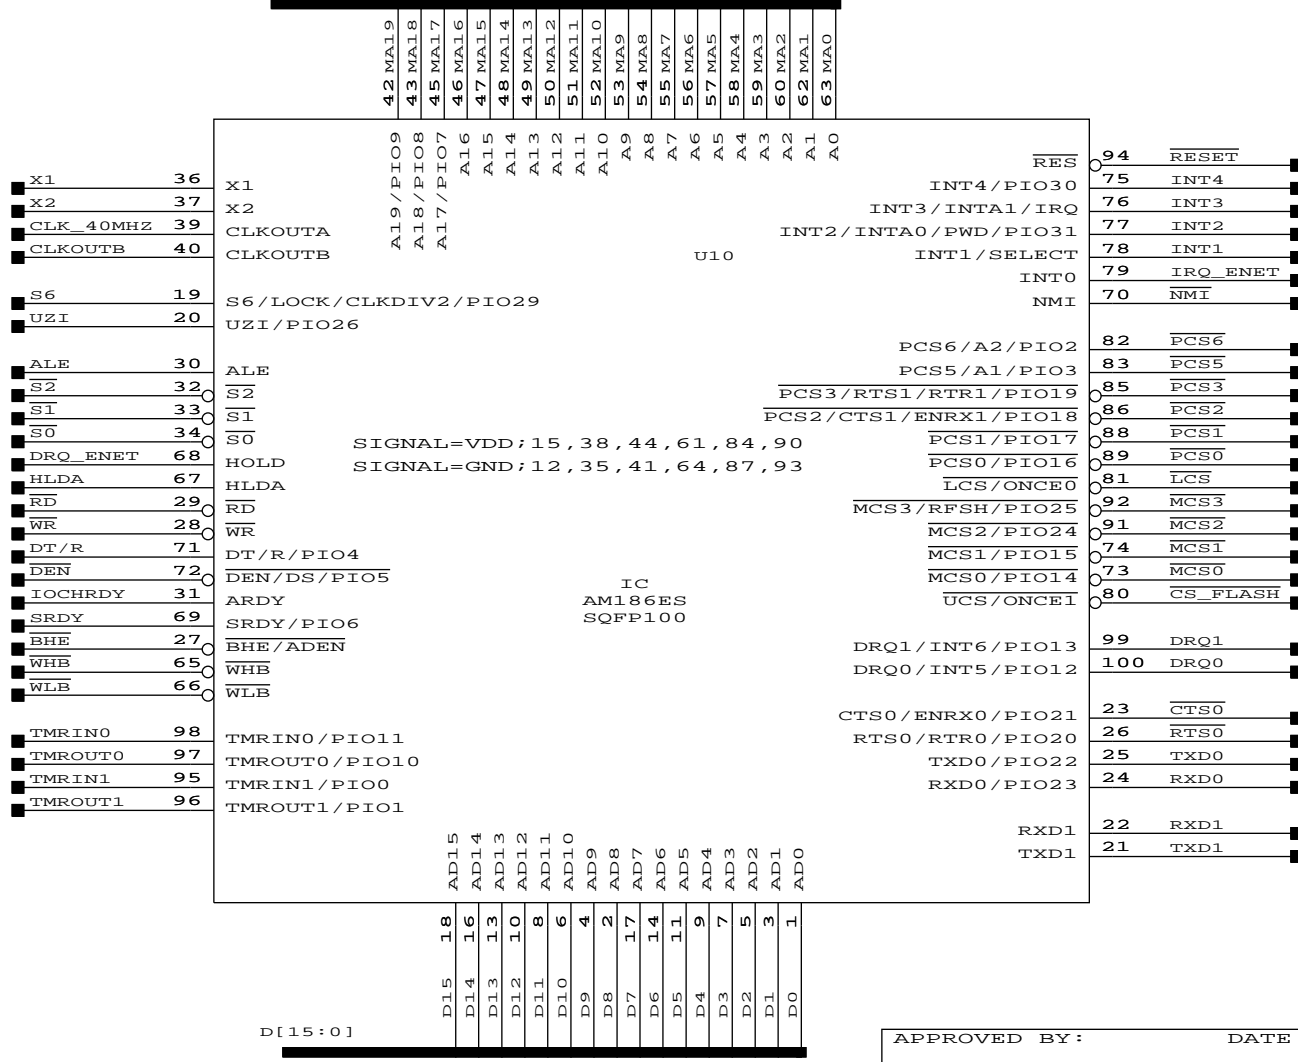 42 MA19
43 MA18
45 MA17
46 MA16
47 MA15
48 MA14
49 MA13
50 MA12
51 MA11
52 MA10
53 MA9
54 MA8
55 MA7
56 MA6
57 MA5
58 MA4
59 MA3
60 MA2
62 MA1
63 MA0
A19/PIO9
A18/PIO8
A17/PIO7
A16
A15
A14
A13
A12
A11
A10
A9
A8
A7
A6
A5
A4
A3
A2
A1
A0
X1 36 X1
X2 37 X2
CLK_40MHZ 39 CLKOUTA
CLKOUTB 40 CLKOUTB
S6 19 S6/LOCK/CLKDIV2/PIO29
UZI 20 UZI/PIO26
ALE 30 ALE
S2 32 S2
S1 33 S1
S0 34 S0
DRQ_ENET 68 HOLD
HLDA 67 HLDA
RD 29 RD
WR 28 WR
DT/R 71 DT/R/PIO4
DEN 72 DEN/DS/PIO5
IOCHRDY 31 ARDY
SRDY 69 SRDY/PIO6
BHE 27 BHE/ADEN
WHB 65 WHB
WLB 66 WLB
TMRIN0 98 TMRIN0/PIO11
TMROUT0 97 TMROUT0/PIO10
TMRIN1 95 TMRIN1/PIO0
TMROUT1 96 TMROUT1/PIO1
U10
SIGNAL=VDD;15,38,44,61,84,90
SIGNAL=GND;12,35,41,64,87,93
IC
AM186ES
SQFP100
RES 94 RESET
INT4/PIO30 75 INT4
INT3/INTA1/IRQ 76 INT3
INT2/INTA0/PWD/PIO31 77 INT2
INT1/SELECT 78 INT1
INT0 79 IRQ_ENET
NMI 70 NMI
PCS6/A2/PIO2 82 PCS6
PCS5/A1/PIO3 83 PCS5
PCS3/RTS1/RTR1/PIO19 85 PCS3
PCS2/CTS1/ENRX1/PIO18 86 PCS2
PCS1/PIO17 88 PCS1
PCS0/PIO16 89 PCS0
LCS/ONCE0 81 LCS
MCS3/RFSH/PIO25 92 MCS3
MCS2/PIO24 91 MCS2
MCS1/PIO15 74 MCS1
MCS0/PIO14 73 MCS0
UCS/ONCE1 80 CS_FLASH
DRQ1/INT6/PIO13 99 DRQ1
DRQ0/INT5/PIO12 100 DRQ0
CTS0/ENRX0/PIO21 23 CTS0
RTS0/RTR0/PIO20 26 RTS0
TXD0/PIO22 25 TXD0
RXD0/PIO23 24 RXD0
RXD1 22 RXD1
TXD1 21 TXD1
AD15 18 D15
AD14 16 D14
AD13 13 D13
AD12 10 D12
AD11 8 D11
AD10 6 D10
AD9 4 D9
AD8 2 D8
AD7 17 D7
AD6 14 D6
AD5 11 D5
AD4 9 D4
AD3 7 D3
AD2 5 D2
AD1 3 D1
AD0 1 D0
D[15:0]
APPROVED BY: DATE